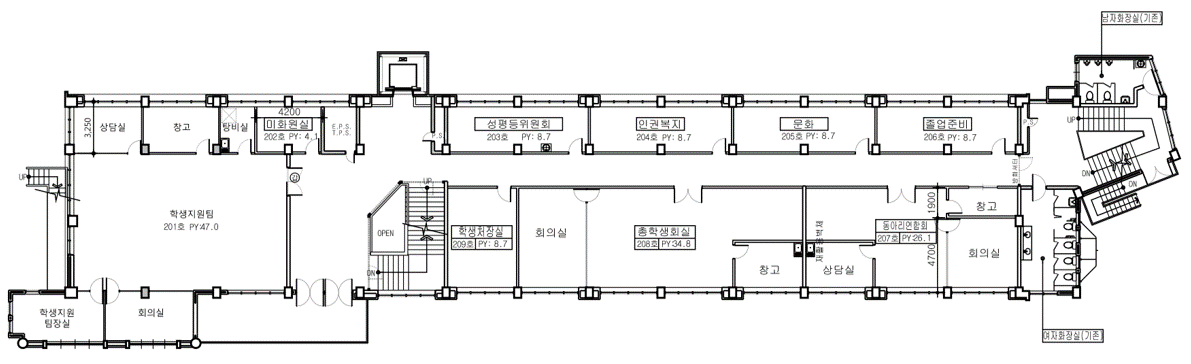 남자화장실(기존)
4200
3,250
상담실
창고
탕비실
미화원실
202호 PY: 4.1
E.P.S.
T.P.S.
P.S.
성평등위원회
203호 PY: 8.7
인권복지
204호 PY: 8.7
문화
205호 PY: 8.7
졸업준비
206호 PY: 8.7
P.S.
UP
DN
DN
방화셔터
UP
학생지원팀
201호 PY:47.0
UP
OPEN
DN
학생처장실
209호 PY: 8.7
회의실
총학생회실
208호 PY:34.8
창고
상담실
동아리연합회
207호 PY:26.1
1900
4700
창고
회의실
학생지원
팀장실
회의실
여자화장실(기존)